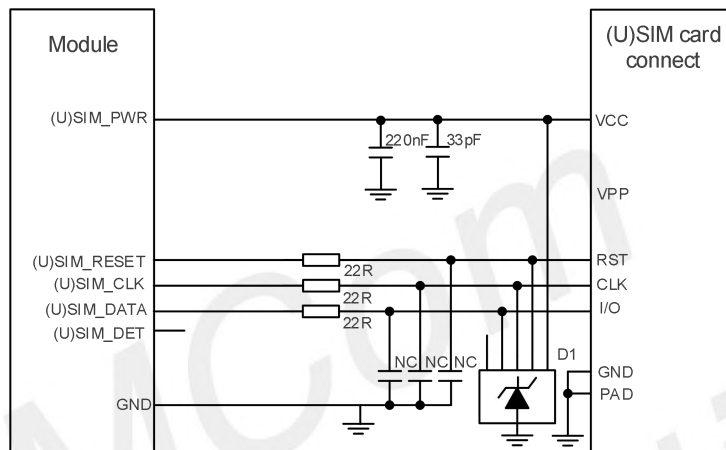 Module
(U)SIM card
connect
(U)SIM_PWR
VCC
220nF
33pF
VPP
(U)SIM_RESET
RST
22R
(U)SIM_CLK
CLK
22R
(U)SIM_DATA
I/O
22R
(U)SIM_DET
NC NC NC
D1
GND
PAD
GND
MCom